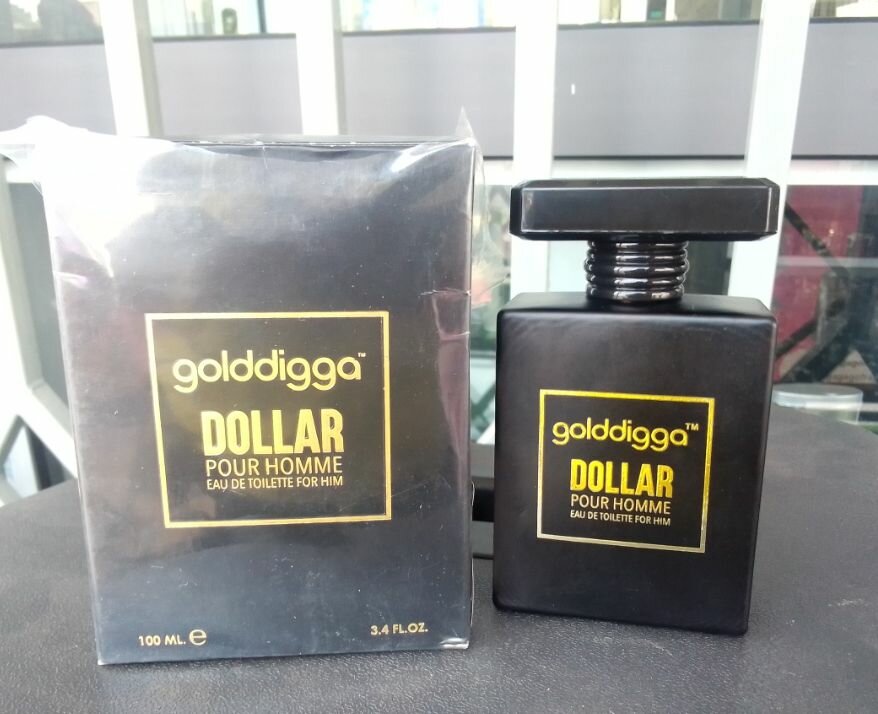 golddigga™
DOLLAR
POUR HOMME
EAU DE TOILETTE FOR HIM
100 ML. ℮
3.4 FL.OZ.
golddigga™
DOLLAR
POUR HOMME
EAU DE TOILETTE FOR HIM